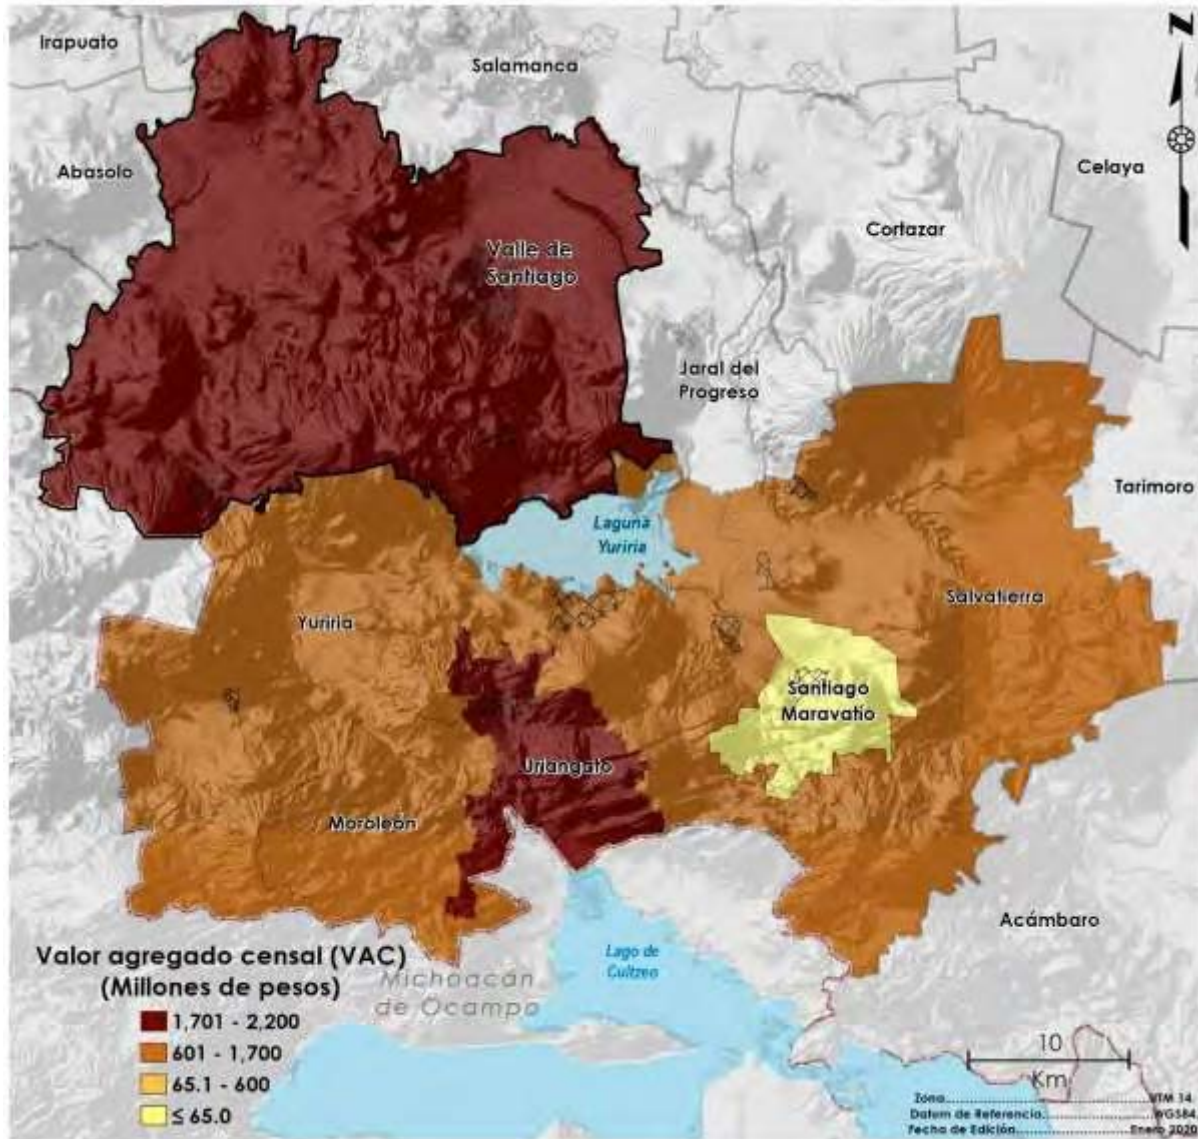 Irapuato
Salamanca
Z
Abasolo
Celaya
Cortazar
Valle de
Santiago
Jaral del
Progreso
Tarimoro
Laguna
Yuriria
Salvatierra
Yuriria
Santiago
Maravatío
Uriangato
Moroleón
Acámbaro
Lago de
Cuitzeo
Michoacán
de Ocampo
Valor agregado censal (VAC)
(Millones de pesos)
1,701 - 2,200
601 - 1,700
65.1 - 600
≤ 65.0
10
Km
Zona......................................UTM 14
Datum de Referencia...................WGS84
Fecha de Edición...............Enero 2020